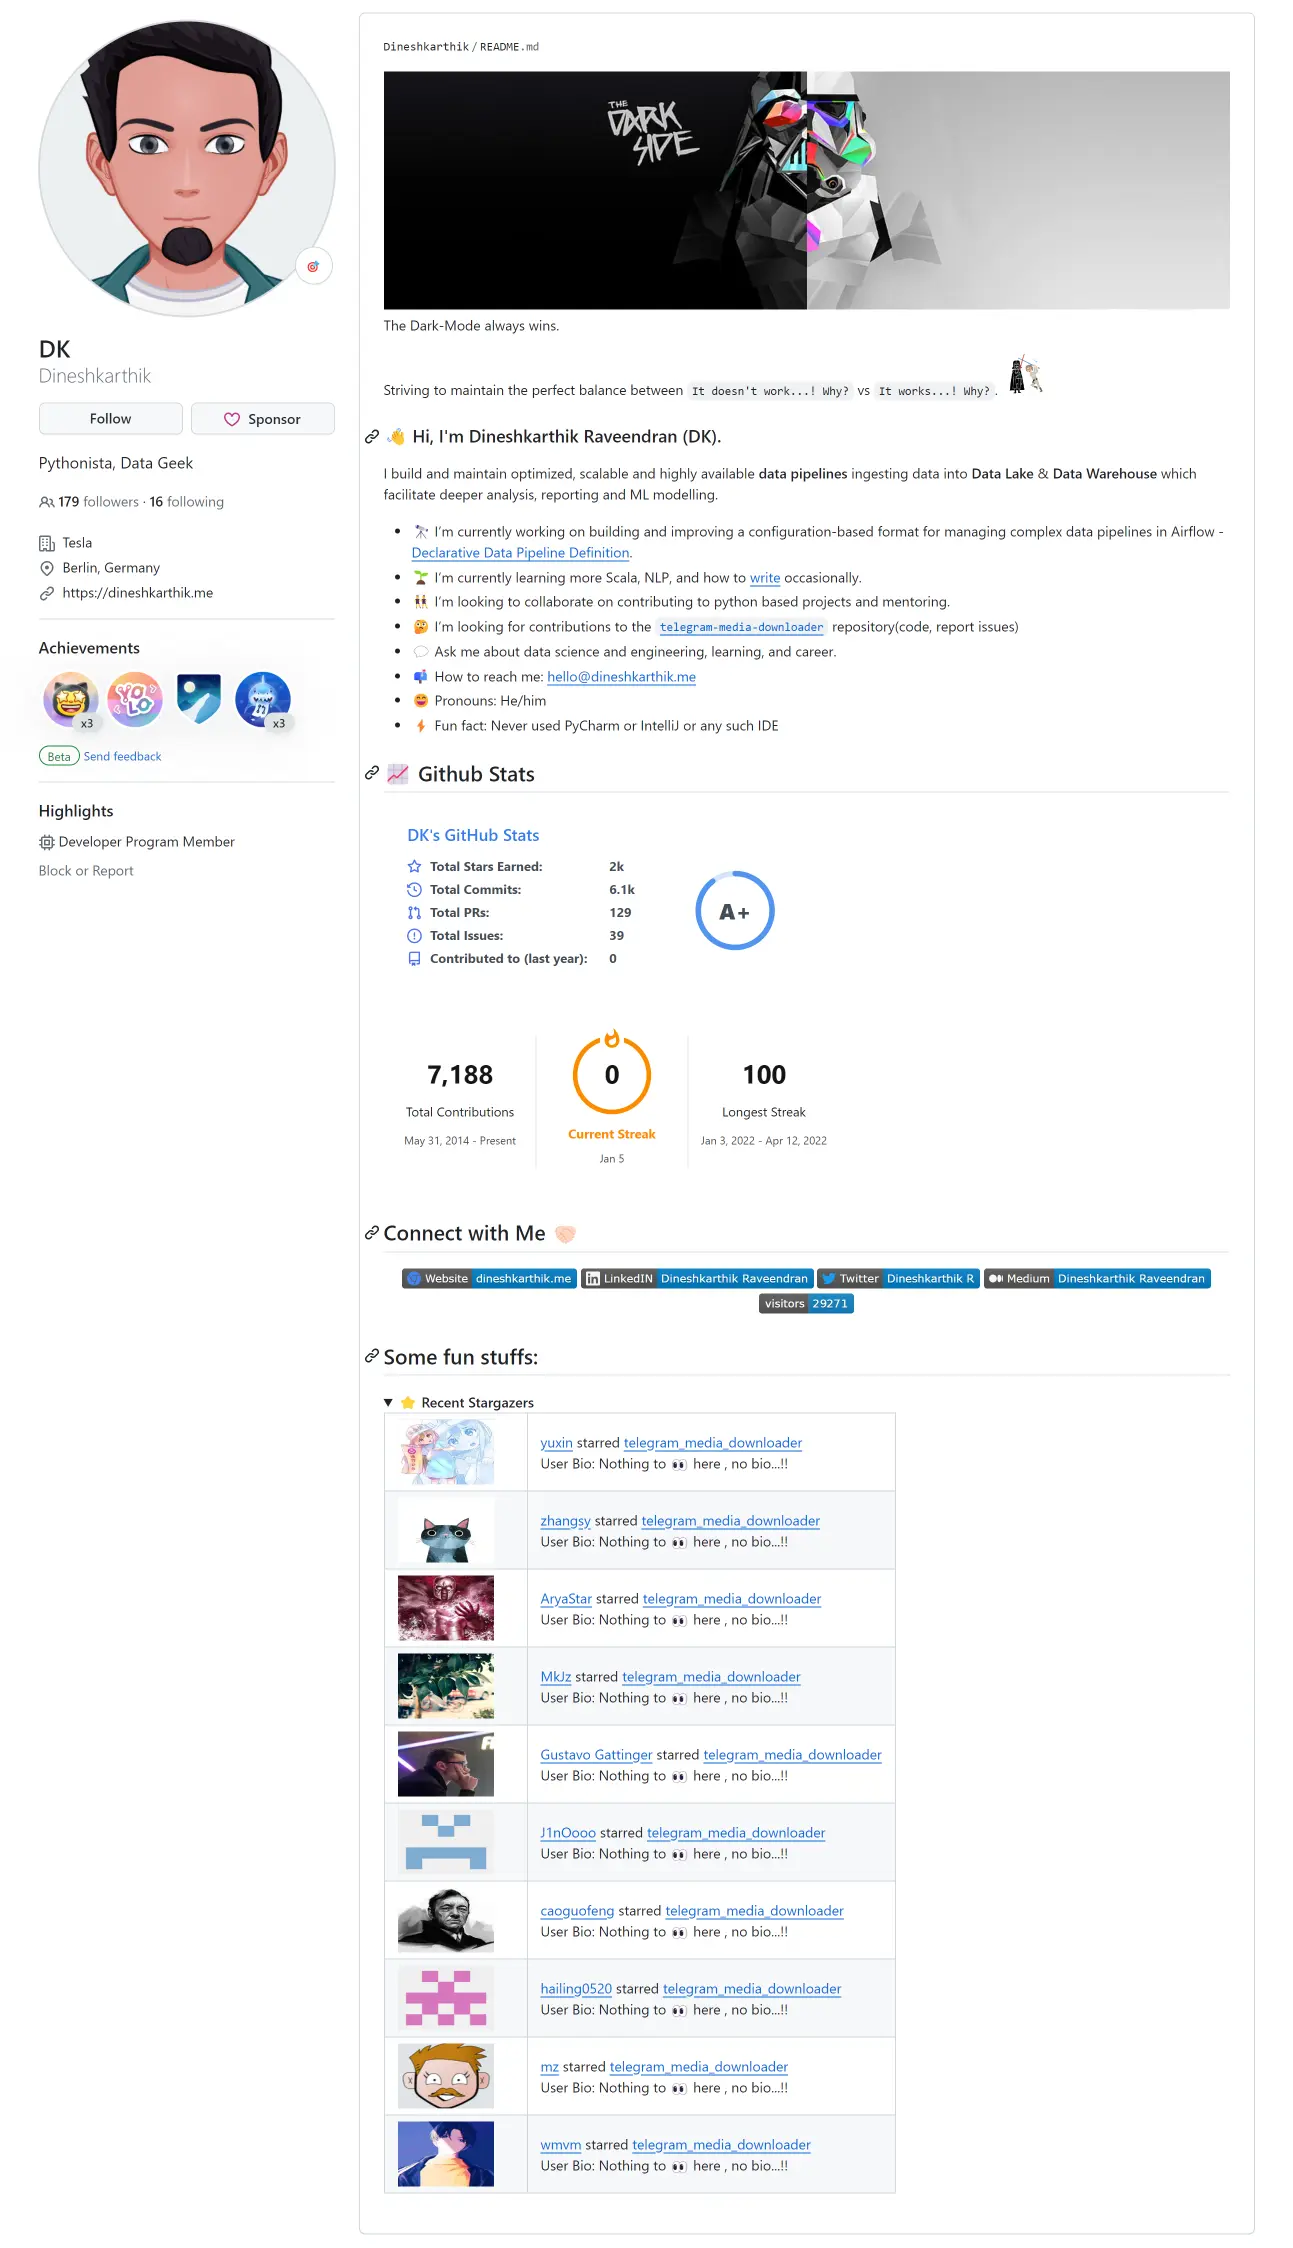 DK
Dineshkarthik
Follow
Sponsor
Pythonista, Data Geek
179 followers · 16 following
Tesla
Berlin, Germany
https://dineshkarthik.me
Achievements
YOLO
x3
x3
Beta Send feedback
Highlights
Developer Program Member
Block or Report
Dineshkarthik / README.md
THE
DARK
SIDE
The Dark-Mode always wins.
Striving to maintain the perfect balance between It doesn't work...! Why? vs It works...! Why? .
👋 Hi, I'm Dineshkarthik Raveendran (DK).
I build and maintain optimized, scalable and highly available data pipelines ingesting data into Data Lake & Data Warehouse which
facilitate deeper analysis, reporting and ML modelling.
• 🔭 I'm currently working on building and improving a configuration-based format for managing complex data pipelines in Airflow -
Declarative Data Pipeline Definition.
• 🌱 I'm currently learning more Scala, NLP, and how to write occasionally.
• 👯 I'm looking to collaborate on contributing to python based projects and mentoring.
• 🤔 I'm looking for contributions to the telegram-media-downloader repository(code, report issues)
• 💬 Ask me about data science and engineering, learning, and career.
• 📫 How to reach me: hello@dineshkarthik.me
• 😄 Pronouns: He/him
• ⚡ Fun fact: Never used PyCharm or IntelliJ or any such IDE
📈 Github Stats
DK's GitHub Stats
Total Stars Earned: 2k
Total Commits: 6.1k
Total PRs: 129
Total Issues: 39
Contributed to (last year): 0
A+
7,188
Total Contributions
May 31, 2014 - Present
0
Current Streak
Jan 5
100
Longest Streak
Jan 3, 2022 - Apr 12, 2022
Connect with Me 🤝🏻
Website dineshkarthik.me LinkedIN Dineshkarthik Raveendran Twitter Dineshkarthik R Medium Dineshkarthik Raveendran
visitors 29271
Some fun stuffs:
▼ ⭐ Recent Stargazers
yuxin starred telegram_media_downloader
User Bio: Nothing to 👀 here , no bio...!!
zhangsy starred telegram_media_downloader
User Bio: Nothing to 👀 here , no bio...!!
AryaStar starred telegram_media_downloader
User Bio: Nothing to 👀 here , no bio...!!
MkJz starred telegram_media_downloader
User Bio: Nothing to 👀 here , no bio...!!
Gustavo Gattinger starred telegram_media_downloader
User Bio: Nothing to 👀 here , no bio...!!
J1nOooo starred telegram_media_downloader
User Bio: Nothing to 👀 here , no bio...!!
caoguofeng starred telegram_media_downloader
User Bio: Nothing to 👀 here , no bio...!!
hailing0520 starred telegram_media_downloader
User Bio: Nothing to 👀 here , no bio...!!
mz starred telegram_media_downloader
User Bio: Nothing to 👀 here , no bio...!!
wmvm starred telegram_media_downloader
User Bio: Nothing to 👀 here , no bio...!!